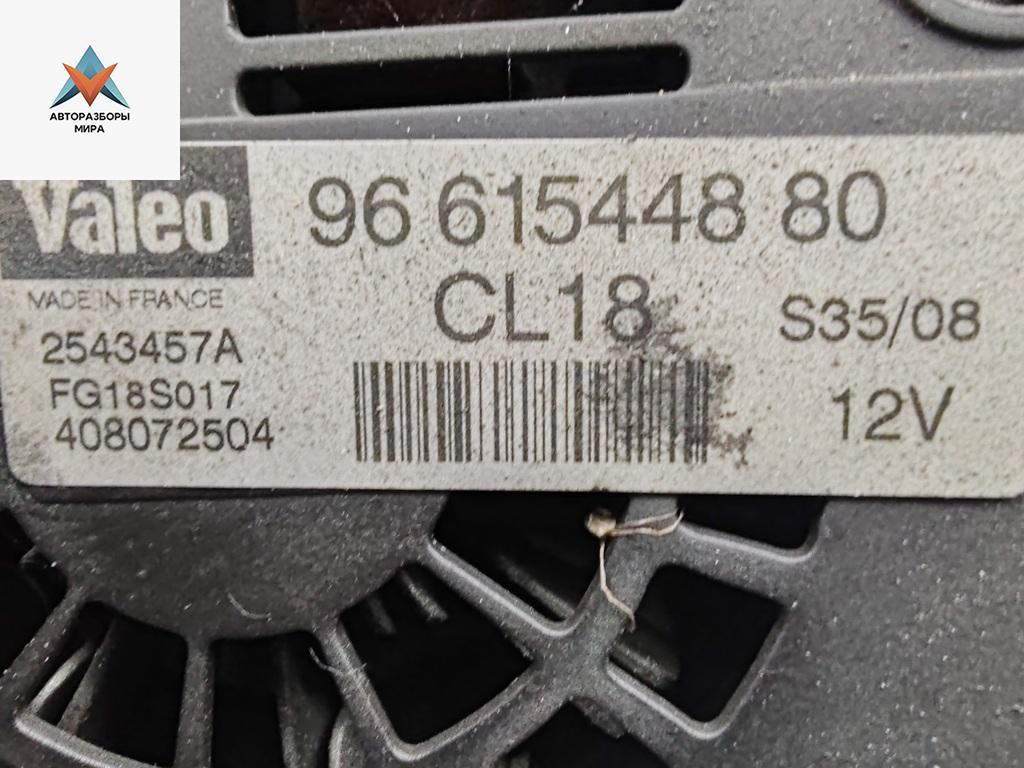 АВТОРАЗБОРЫ
МИРА
Valeo
96 615448 80
MADE IN FRANCE
CL18
S35/08
2543457A
FG18S017
12V
408072504